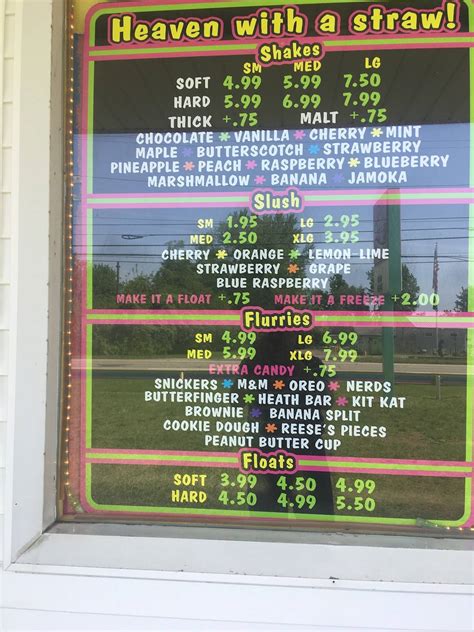 Heaven with a straw!
Shakes
SM MED LG
SOFT 4.99 5.99 7.50
HARD 5.99 6.99 7.99
THICK +.75 MALT +.75
CHOCOLATE * VANILLA * CHERRY * MINT
MAPLE * BUTTERSCOTCH * STRAWBERRY
PINEAPPLE * PEACH * RASPBERRY * BLUEBERRY
MARSHMALLOW * BANANA * JAMOKA
Slush
SM 1.95 LG 2.95
MED 2.50 XLG 3.95
CHERRY * ORANGE * LEMON LIME
STRAWBERRY * GRAPE
BLUE RASPBERRY
MAKE IT A FLOAT +.75 MAKE IT A FREEZE +2.00
Flurries
SM 4.99 LG 6.99
MED 5.99 XLG 7.99
EXTRA CANDY +.75
SNICKERS * M&M * OREO * NERDS
BUTTERFINGER * HEATH BAR * KIT KAT
BROWNIE * BANANA SPLIT
COOKIE DOUGH * REESE'S PIECES
PEANUT BUTTER CUP
Floats
SOFT 3.99 4.50 4.99
HARD 4.50 4.99 5.50